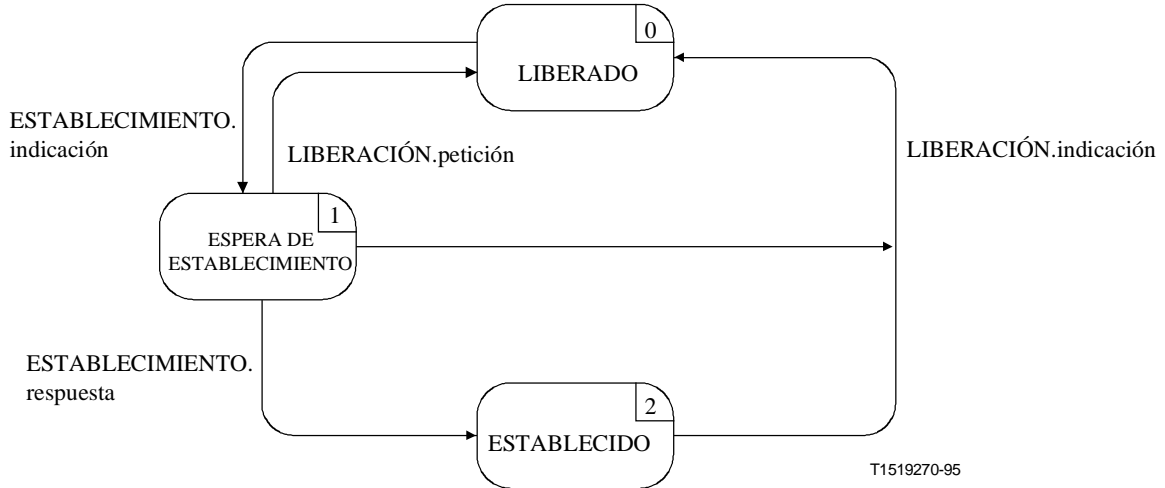 0
LIBERADO
ESTABLECIMIENTO.
indicación
LIBERACIÓN.petición
LIBERACIÓN.indicación
1
ESPERA DE
ESTABLECIMIENTO
ESTABLECIMIENTO.
respuesta
2
ESTABLECIDO
T1519270-95